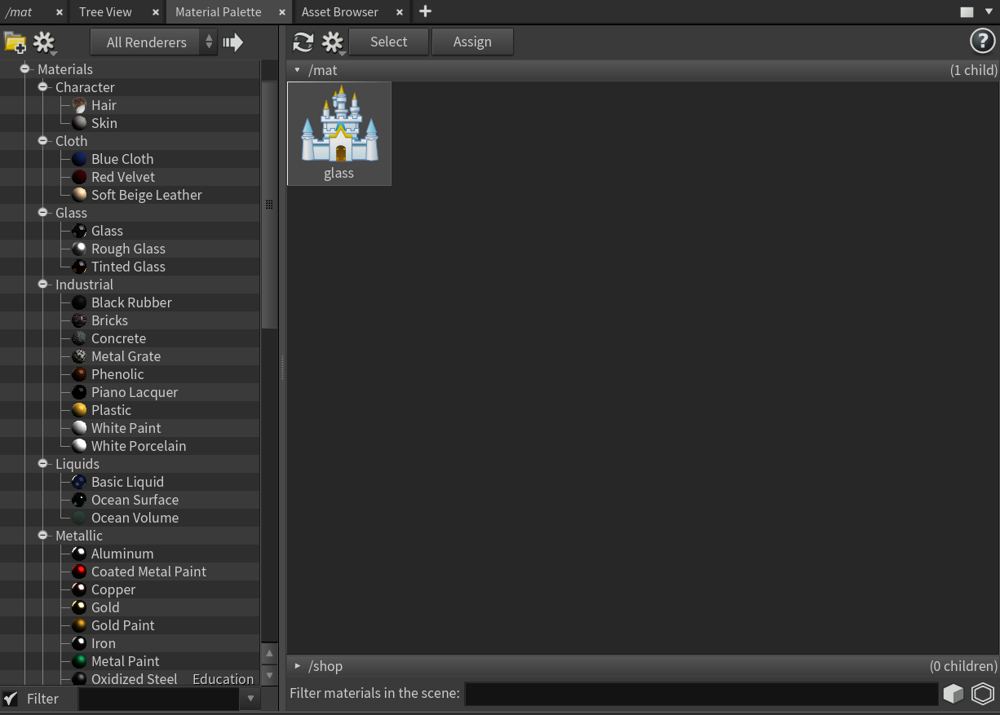 /mat
Tree View
Material Palette
Asset Browser
All Renderers
Select
Assign
?
Materials
Character
Hair
Skin
Cloth
Blue Cloth
Red Velvet
Soft Beige Leather
Glass
Glass
Rough Glass
Tinted Glass
Industrial
Black Rubber
Bricks
Concrete
Metal Grate
Phenolic
Piano Lacquer
Plastic
White Paint
White Porcelain
Liquids
Basic Liquid
Ocean Surface
Ocean Volume
Metallic
Aluminum
Coated Metal Paint
Copper
Gold
Gold Paint
Iron
Metal Paint
Oxidized Steel
Education
Filter
/mat
(1 child)
glass
/shop
(0 children)
Filter materials in the scene: